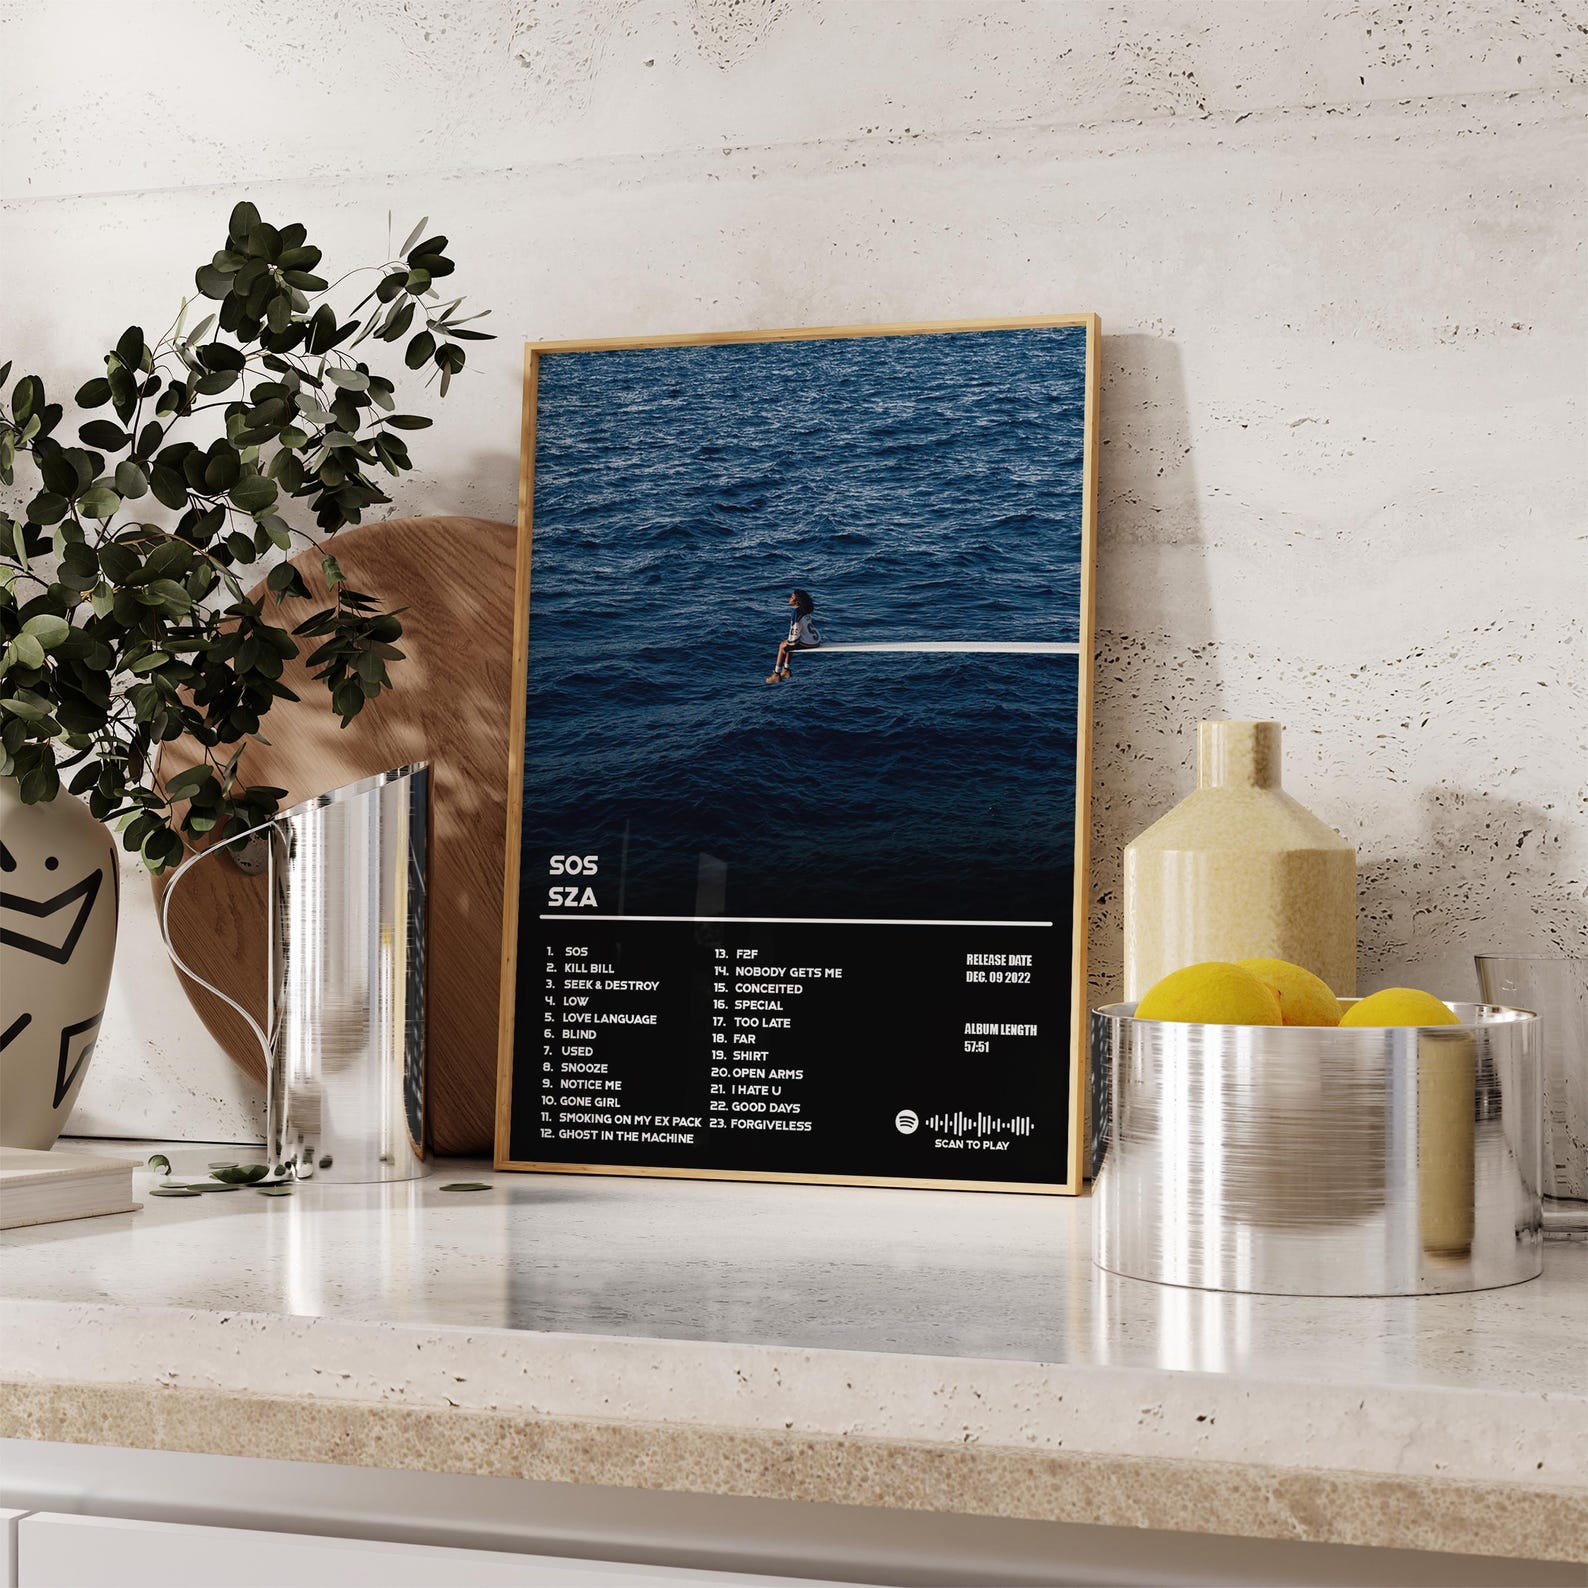 SOS
SZA
1. SOS
2. KILL BILL
3. SEEK & DESTROY
4. LOW
5. LOVE LANGUAGE
6. BLIND
7. USED
8. SNOOZE
9. NOTICE ME
10. GONE GIRL
11. SMOKING ON MY EX PACK
12. GHOST IN THE MACHINE
13. F2F
14. NOBODY GETS ME
15. CONCEITED
16. SPECIAL
17. TOO LATE
18. FAR
19. SHIRT
20. OPEN ARMS
21. I HATE U
22. GOOD DAYS
23. FORGIVELESS
RELEASE DATE
DEC. 09 2022
ALBUM LENGTH
57:51
SCAN TO PLAY